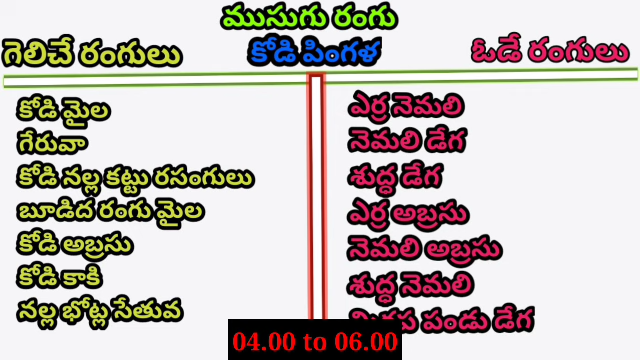 ముసుగు రంగు
గెలిచే రంగులు
కోడి పింగళ
ఓడే రంగులు
కోడి మైల
గేరువా
కోడి నల్ల కట్టు రసంగులు
బూడిద రంగు మైల
కోడి అబ్రసు
కోడి కాకి
నల్ల భోట్ల సేతువ
ఎర్ర నెమలి
నెమలి డేగ
శుద్ధ డేగ
ఎర్ర అబ్రసు
నెమలి అబ్రసు
శుద్ధ నెమలి
పండు డేగ
04.00 to 06.00